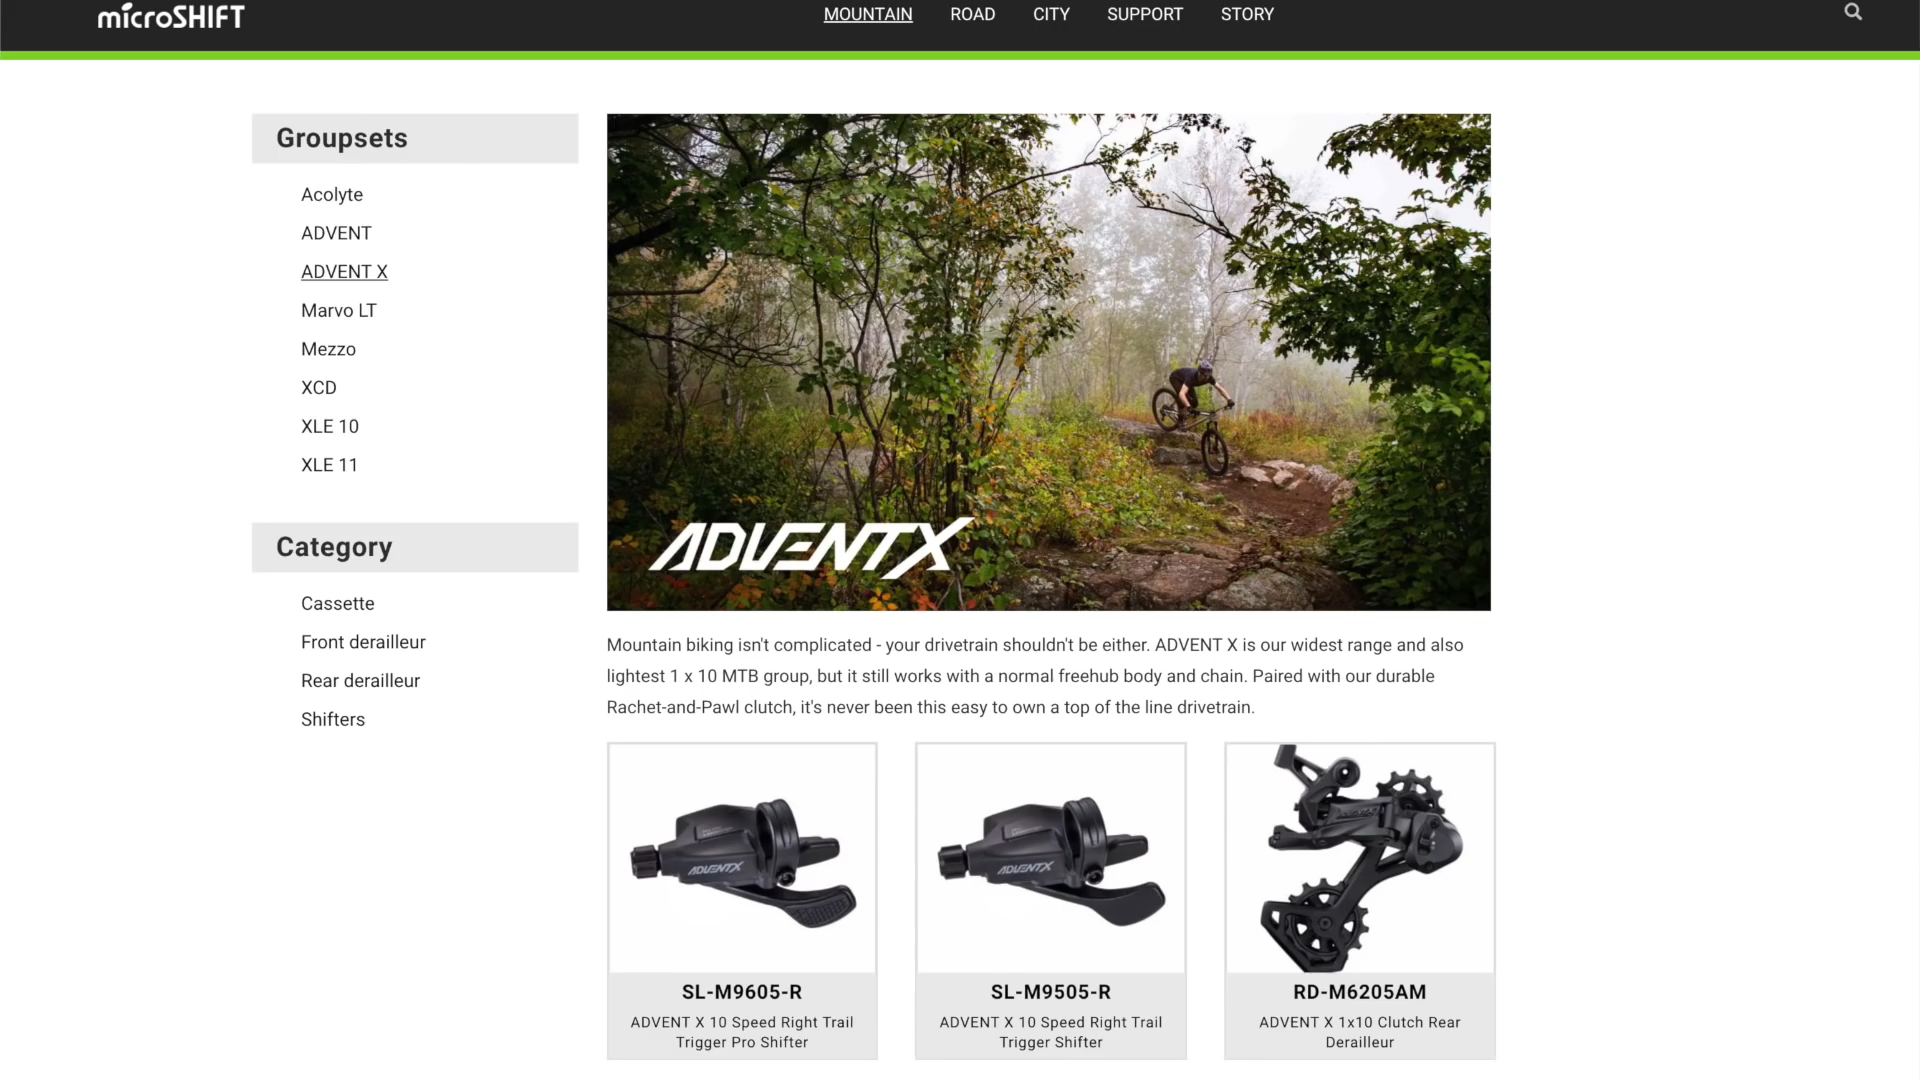 microSHIFT
MOUNTAIN ROAD CITY SUPPORT STORY
Groupsets
Acolyte
ADVENT
ADVENT X
Marvo LT
Mezzo
XCD
XLE 10
XLE 11
Category
Cassette
Front derailleur
Rear derailleur
Shifters
ADVENTX
Mountain biking isn't complicated - your drivetrain shouldn't be either. ADVENT X is our widest range and also
lightest 1 x 10 MTB group, but it still works with a normal freehub body and chain. Paired with our durable
Rachet-and-Pawl clutch, it's never been this easy to own a top of the line drivetrain.
ADVENTX
SL-M9605-R
ADVENT X 10 Speed Right Trail
Trigger Pro Shifter
ADVENTX
SL-M9505-R
ADVENT X 10 Speed Right Trail
Trigger Shifter
RD-M6205AM
ADVENT X 1x10 Clutch Rear
Derailleur